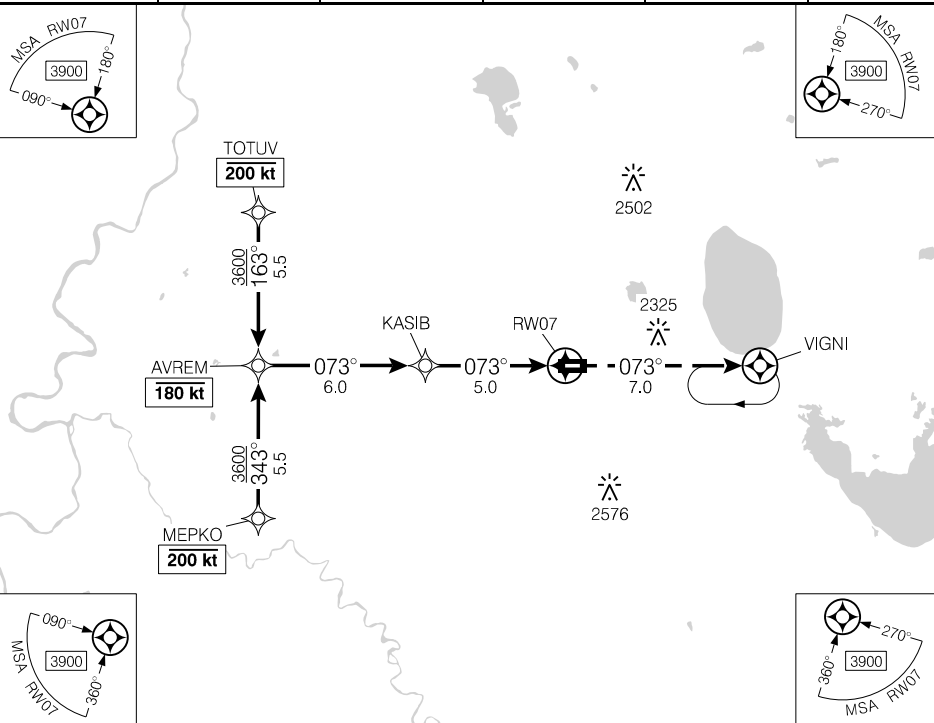 MSA RW07
3900
180°
090°
MSA RW07
3900
180°
270°
TOTUV
200 kt
2502
3600
163°
5.5
2325
KASIB
RW07
VIGNI
AVREM
180 kt
073°
6.0
073°
5.0
073°
7.0
3600
343°
5.5
2576
MEPKO
200 kt
090°
3900
360°
MSA RW07
270°
3900
360°
MSA RW07